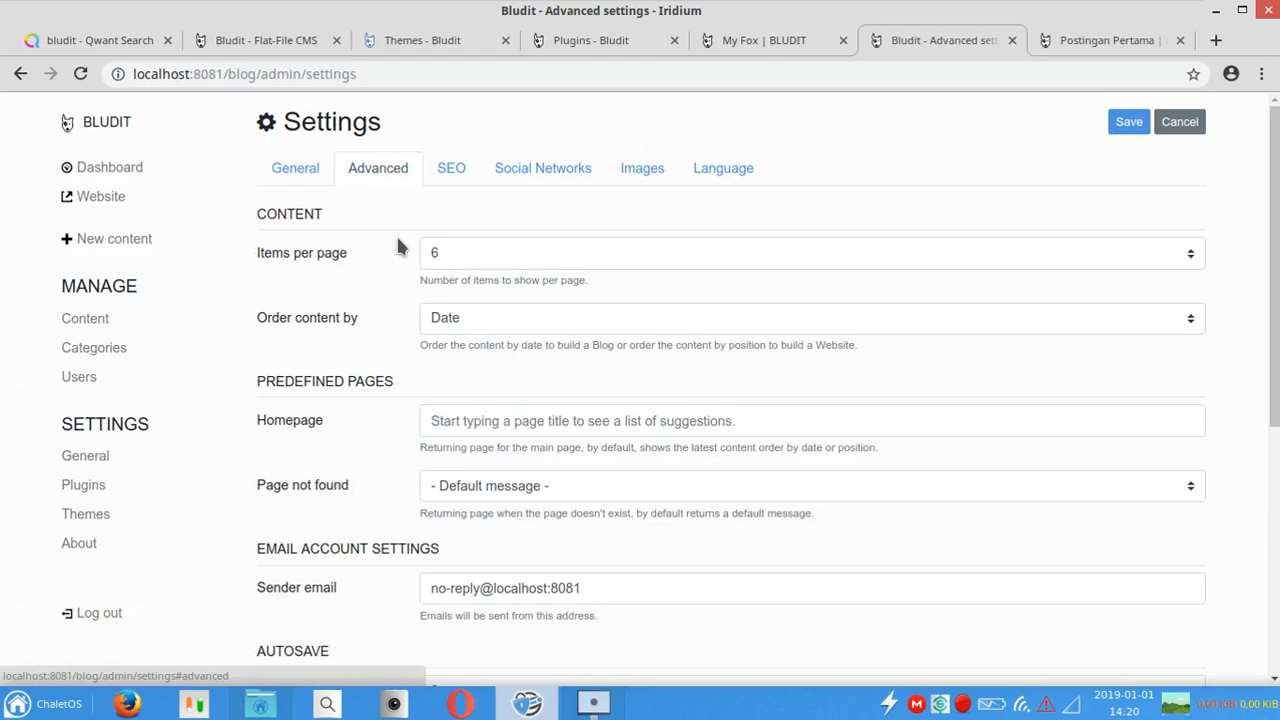 Bludit - Advanced settings - Iridium
bludit - Qwant Search
Bludit - Flat-File CMS
Themes - Bludit
Plugins - Bludit
My Fox | BLUDIT
Bludit - Advanced sett
Postingan Pertama |
localhost:8081/blog/admin/settings
BLUDIT
Dashboard
Website
New content
MANAGE
Content
Categories
Users
SETTINGS
General
Plugins
Themes
About
Log out
Settings
Save
Cancel
General
Advanced
SEO
Social Networks
Images
Language
CONTENT
Items per page
6
Number of items to show per page.
Order content by
Date
Order the content by date to build a Blog or order the content by position to build a Website.
PREDEFINED PAGES
Homepage
Start typing a page title to see a list of suggestions.
Returning page for the main page, by default, shows the latest content order by date or position.
Page not found
- Default message -
Returning page when the page doesn't exist, by default returns a default message.
EMAIL ACCOUNT SETTINGS
Sender email
no-reply@localhost:8081
Emails will be sent from this address.
AUTOSAVE
localhost:8081/blog/admin/settings#advanced
ChaletOS
2019-01-01
14:20
0,00 KiB 0,00 KiB